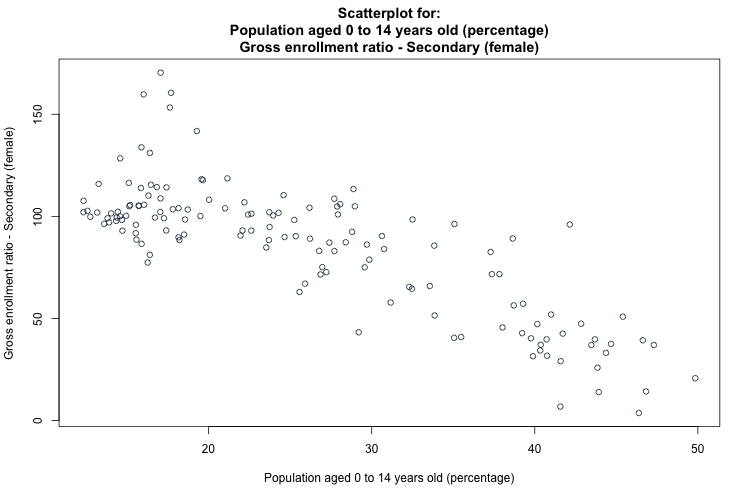 Scatterplot for:
Population aged 0 to 14 years old (percentage)
Gross enrollment ratio - Secondary (female)
Gross enrollment ratio - Secondary (female)
150
100
50
0
20 30 40 50
Population aged 0 to 14 years old (percentage)